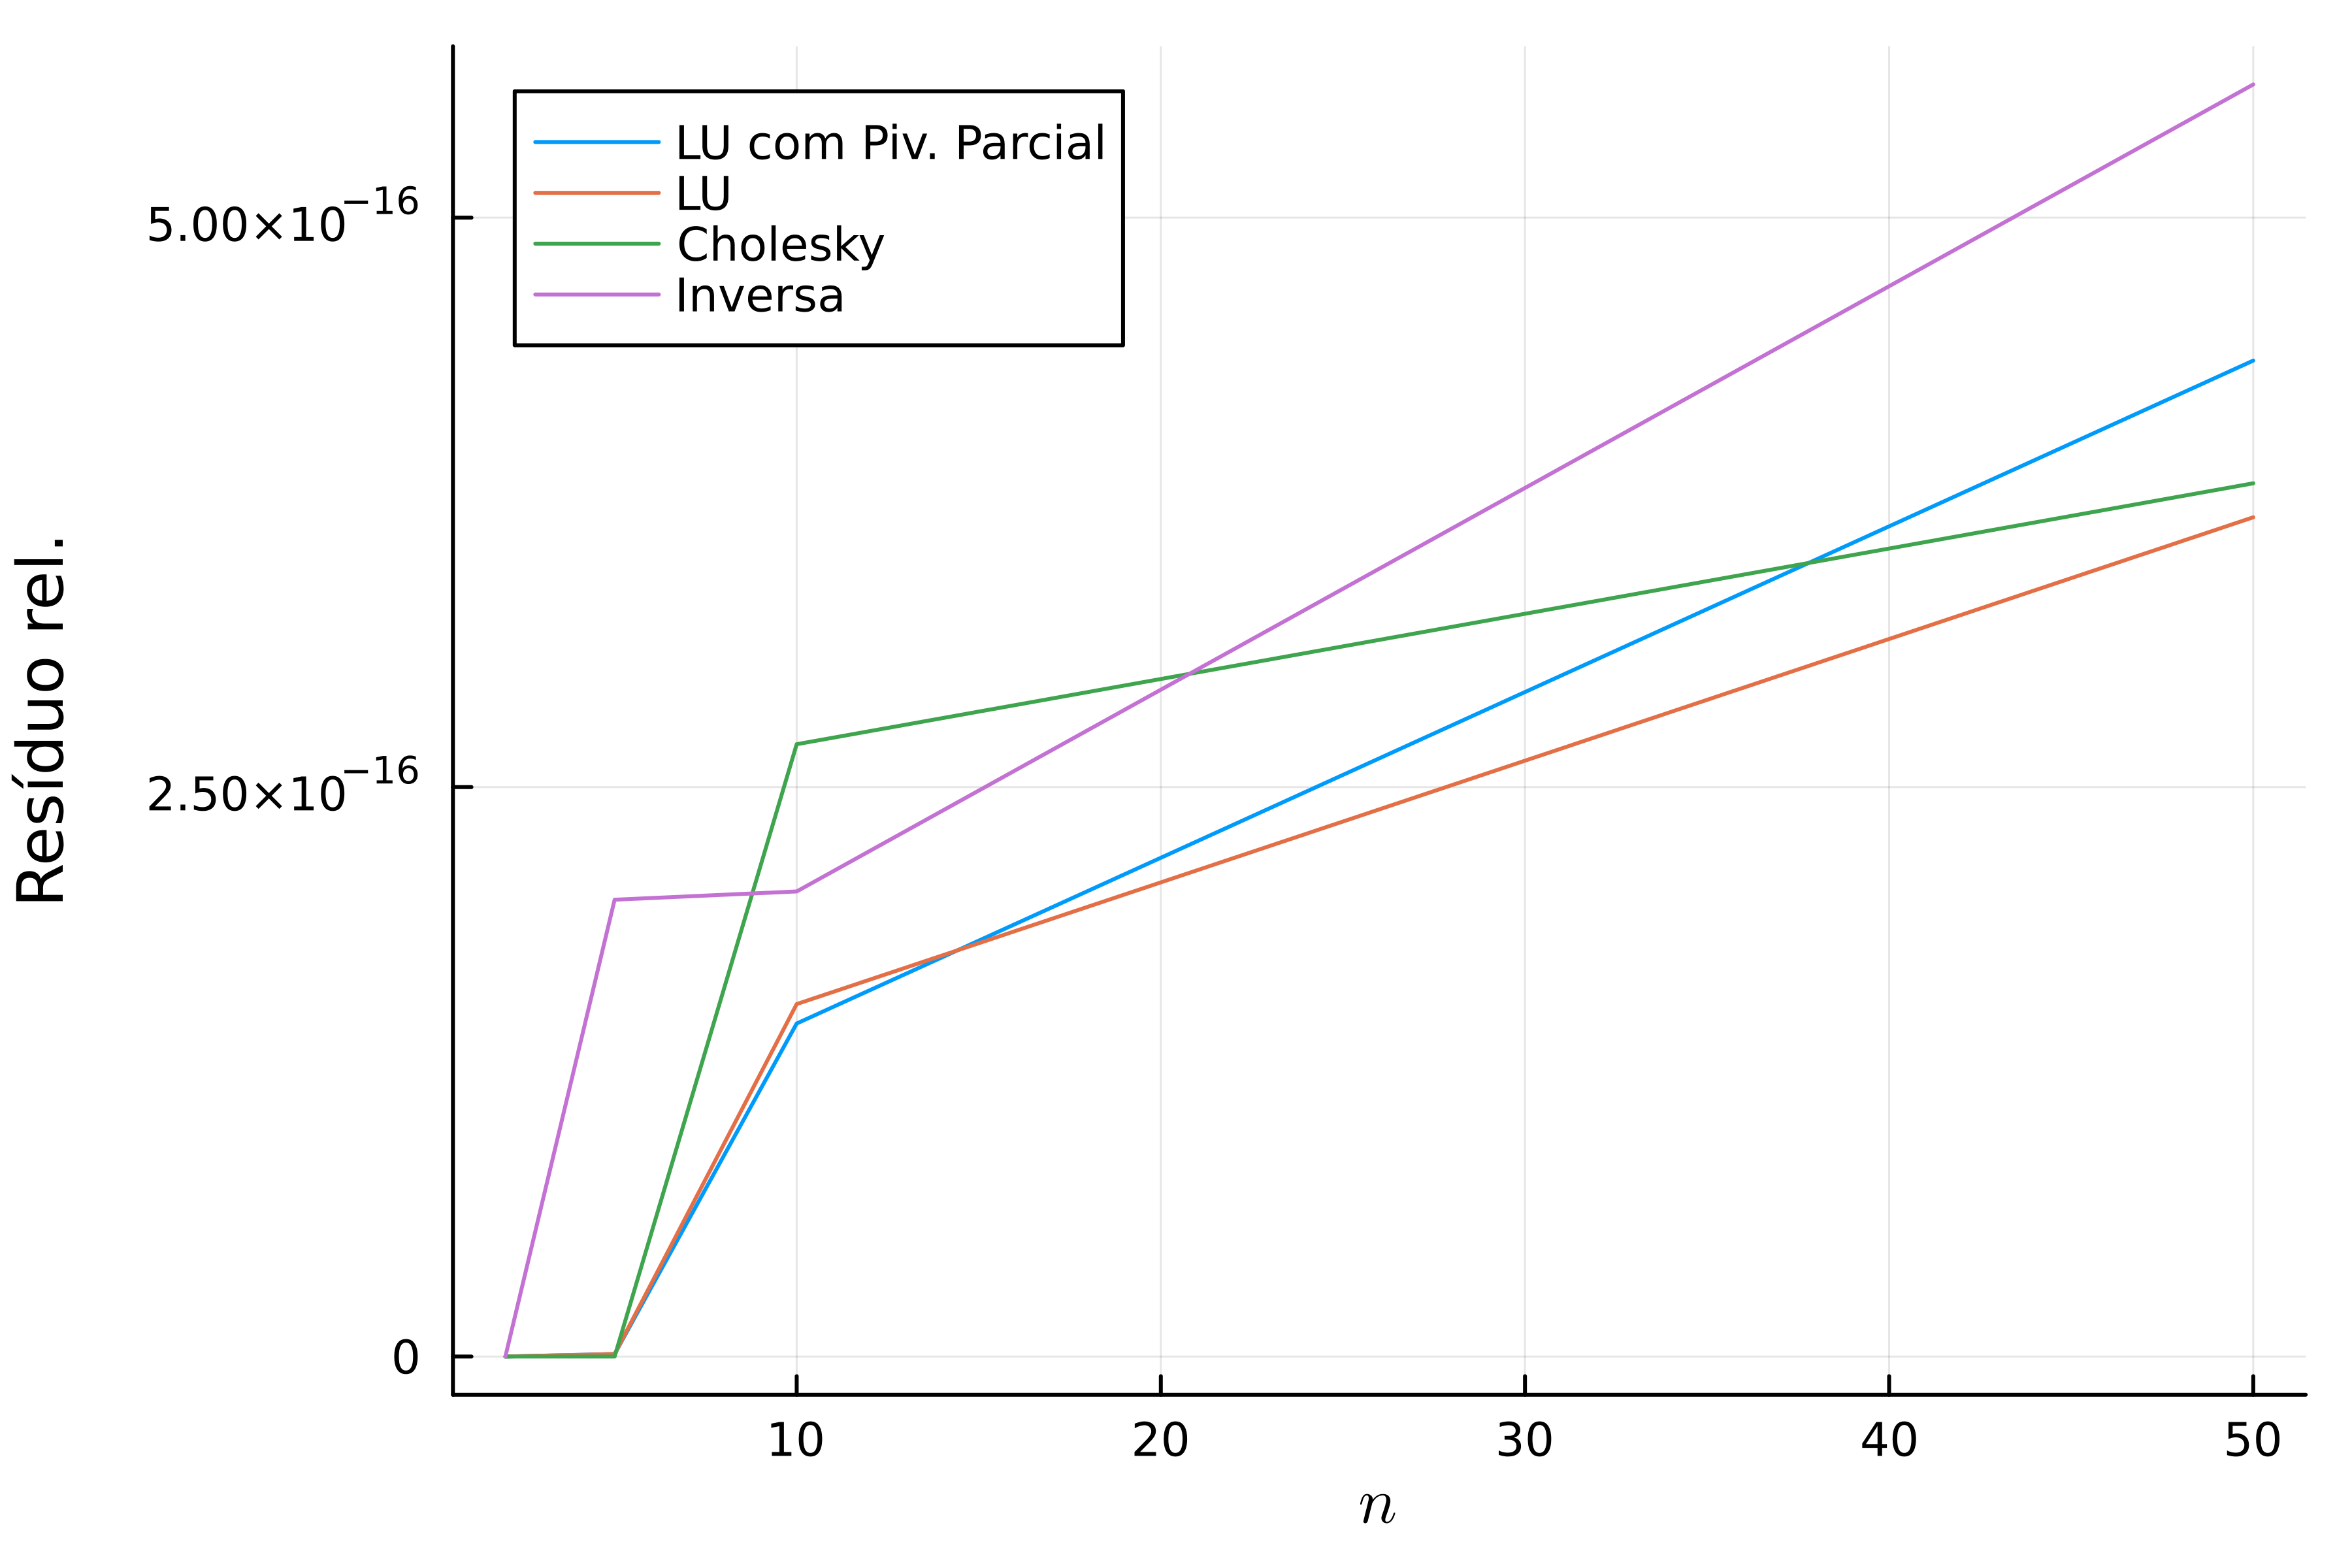 LU com Piv. Parcial
LU
Cholesky
Inversa
5.00×10⁻¹⁶
2.50×10⁻¹⁶
0
Resíduo rel.
10 20 30 40 50
n